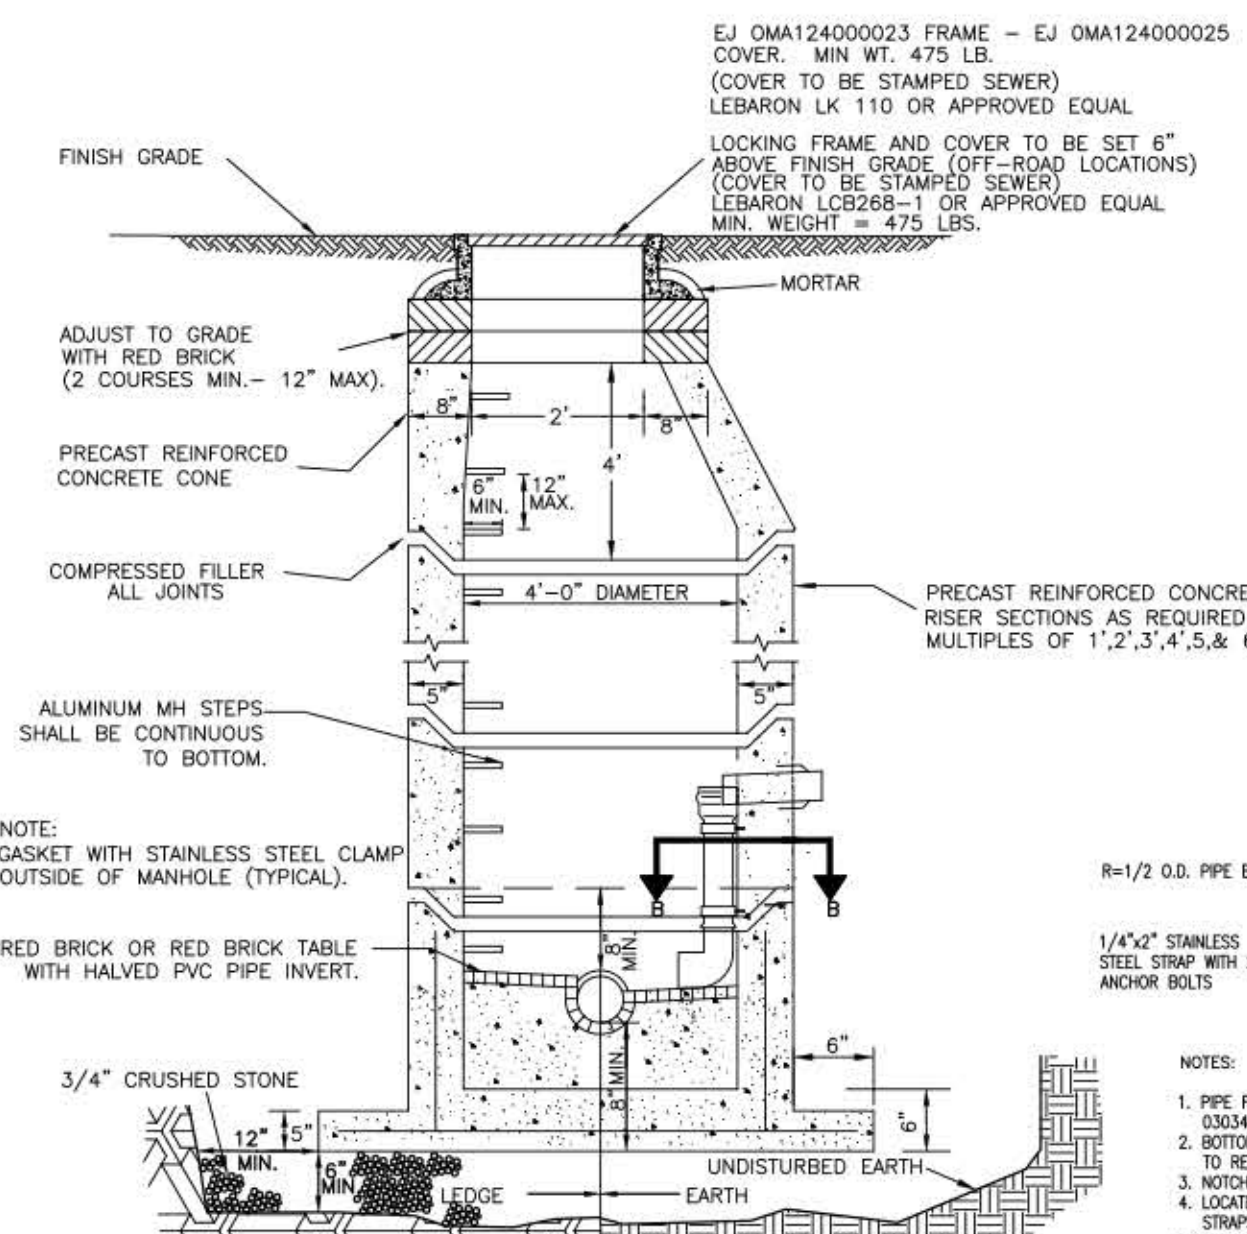 EJ OMA124000023 FRAME – EJ OMA124000025
COVER. MIN WT. 475 LB.
(COVER TO BE STAMPED SEWER)
LEBARON LK 110 OR APPROVED EQUAL
LOCKING FRAME AND COVER TO BE SET 6"
ABOVE FINISH GRADE (OFF–ROAD LOCATIONS)
(COVER TO BE STAMPED SEWER)
LEBARON LCB268–1 OR APPROVED EQUAL
MIN. WEIGHT = 475 LBS.
FINISH GRADE
MORTAR
ADJUST TO GRADE
WITH RED BRICK
(2 COURSES MIN.– 12" MAX).
8"
2'
8"
4'
PRECAST REINFORCED
CONCRETE CONE
6"
MIN.
12"
MAX.
COMPRESSED FILLER
ALL JOINTS
4'–0" DIAMETER
PRECAST REINFORCED
RISER SECTIONS AS REQUIRED
MULTIPLES OF 1',2',3',4',5,&
5"
5"
ALUMINUM MH STEPS
SHALL BE CONTINUOUS
TO BOTTOM.
NOTE:
GASKET WITH STAINLESS STEEL CLAMP
OUTSIDE OF MANHOLE (TYPICAL).
B
B
R=1/2 O.D. PIPE
RED BRICK OR RED BRICK TABLE
WITH HALVED PVC PIPE INVERT.
8"
MIN.
1/4"x2" STAINLESS
STEEL STRAP WITH
ANCHOR BOLTS
8" MIN.
6"
6"
3/4" CRUSHED STONE
12"
MIN.
5"
6"
MIN
LEDGE
EARTH
UNDISTURBED EARTH
NOTES:
1. PIPE
03034
2.
TO
3.
4.